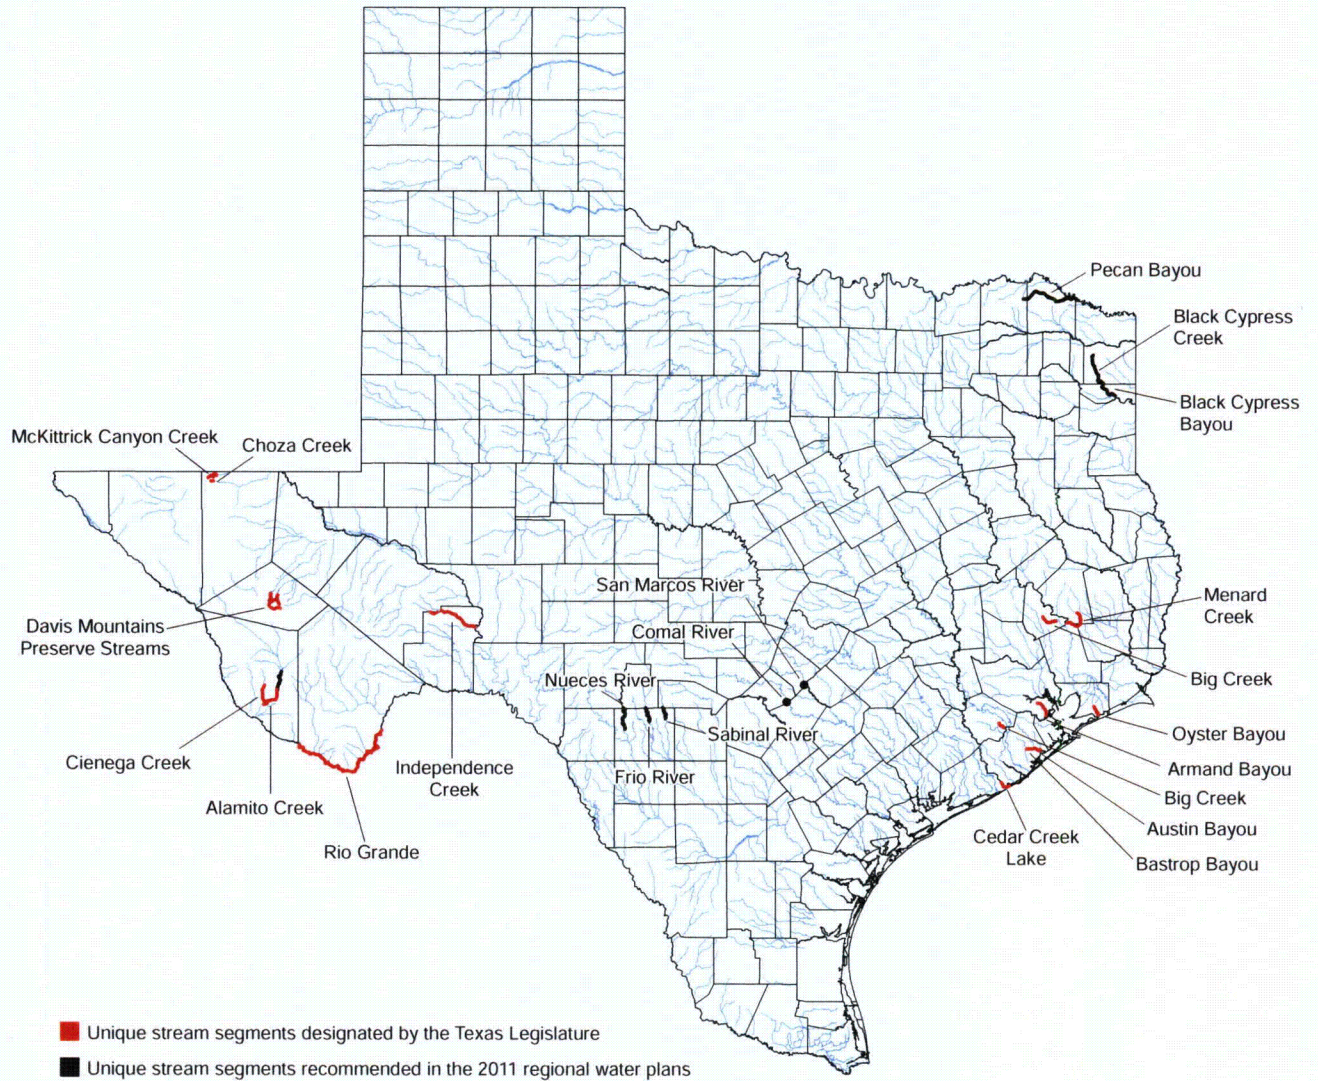 Pecan Bayou
Black Cypress
Creek
Black Cypress
Bayou
McKittrick Canyon Creek
Choza Creek
San Marcos River
Comal River
Menard
Creek
Davis Mountains
Preserve Streams
Nueces River
Big Creek
Sabinal River
Oyster Bayou
Cienega Creek
Independence
Creek
Frio River
Armand Bayou
Alamito Creek
Big Creek
Rio Grande
Cedar Creek
Lake
Austin Bayou
Bastrop Bayou
Unique stream segments designated by the Texas Legislature
Unique stream segments recommended in the 2011 regional water plans